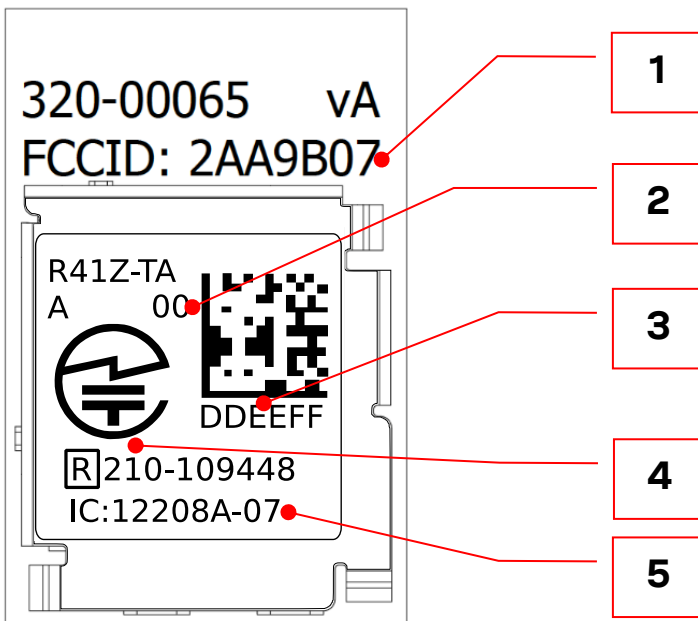 320-00065 vA
FCCID: 2AA9B07
R41Z-TA
A 00
DDEEFF
R 210-109448
IC:12208A-07
1
2
3
4
5